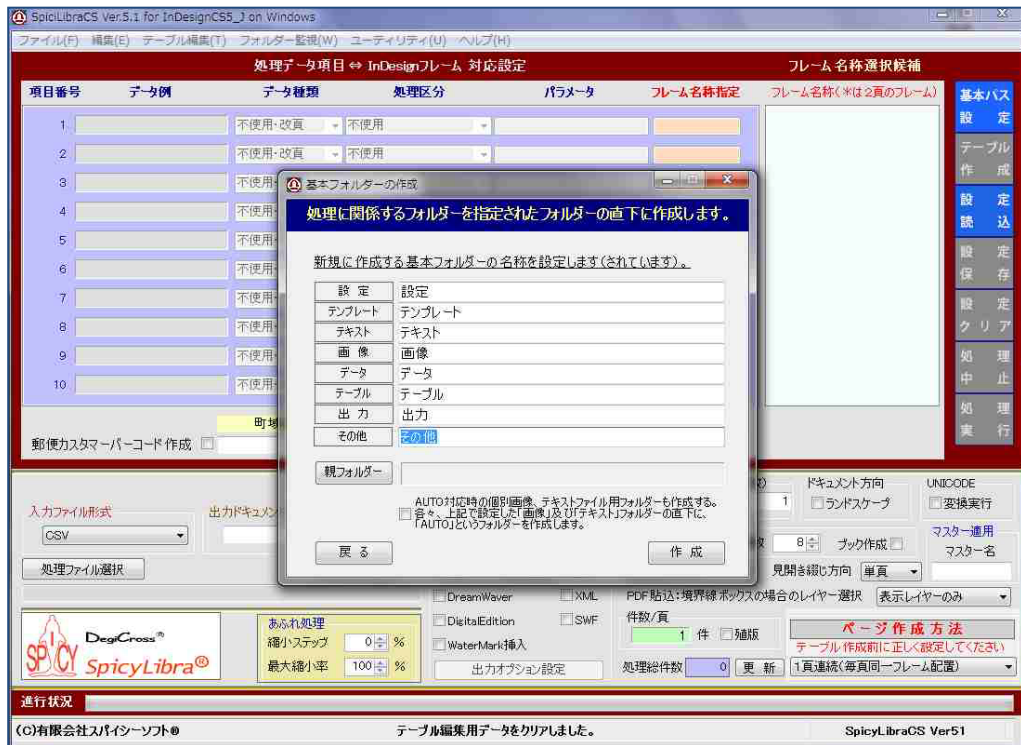 SpiciLibraCS Ver.5.1 for InDesignCS5_J on Windows
ファイル(F) 編集(E) テーブル編集(T) フォルダー監視(W) ユーティリティ(U) ヘルプ(H)
処理データ項目 ⇔ InDesignフレーム 対応設定
フレーム名称選択候補
項目番号 データ例 データ種類 処理区分 パラメータ フレーム名称指定 フレーム名称(*は2頁のフレーム)
1 不使用・改頁 不使用
2 不使用・改頁 不使用
3 不使用
4 不使用
5 不使用
6 不使用
7 不使用
8 不使用
9 不使用
10 不使用
基本パス
設 定
テーブル
作 成
設 定
読 込
設 定
保 存
設 定
クリア
処 理
中 止
処 理
実 行
基本フォルダーの作成
処理に関係するフォルダーを指定されたフォルダーの直下に作成します。
新規に作成する基本フォルダーの名称を設定します(されています)。
設 定 設定
テンプレート テンプレート
テキスト テキスト
画 像 画像
データ データ
テーブル テーブル
出 力 出力
その他 その他
親フォルダー
AUTO対応時の個別画像、テキストファイル用フォルダーも作成する。
各々、上記で設定した「画像」及び「テキスト」フォルダーの直下に、
「AUTO」というフォルダーを作成します。
戻 る 作 成
町域
郵便カスタマーバーコード作成
入力ファイル形式
CSV
処理ファイル選択
出力ドキュメン
1
ドキュメント方向
ランドスケープ
UNICODE
変換実行
8 ブック作成
マスター適用
マスター名
見開き綴じ方向 単頁
DreamWaver XML
DigitalEdition SWF
WaterMark挿入
出力オプション設定
PDF貼込:境界線ボックスの場合のレイヤー選択 表示レイヤーのみ
件数/頁
1 件 殖版
ページ作成方法
テーブル作成前に正しく設定してください
処理総件数 0 更 新 1頁連続(毎頁同一フレーム配置)
SPICY
DegiCross®
SpicyLibra®
あふれ処理
縮小ステップ 0 %
最大縮小率 100 %
進行状況
(C)有限会社スパイシーソフト® テーブル編集用データをクリアしました。 SpicyLibraCS Ver51